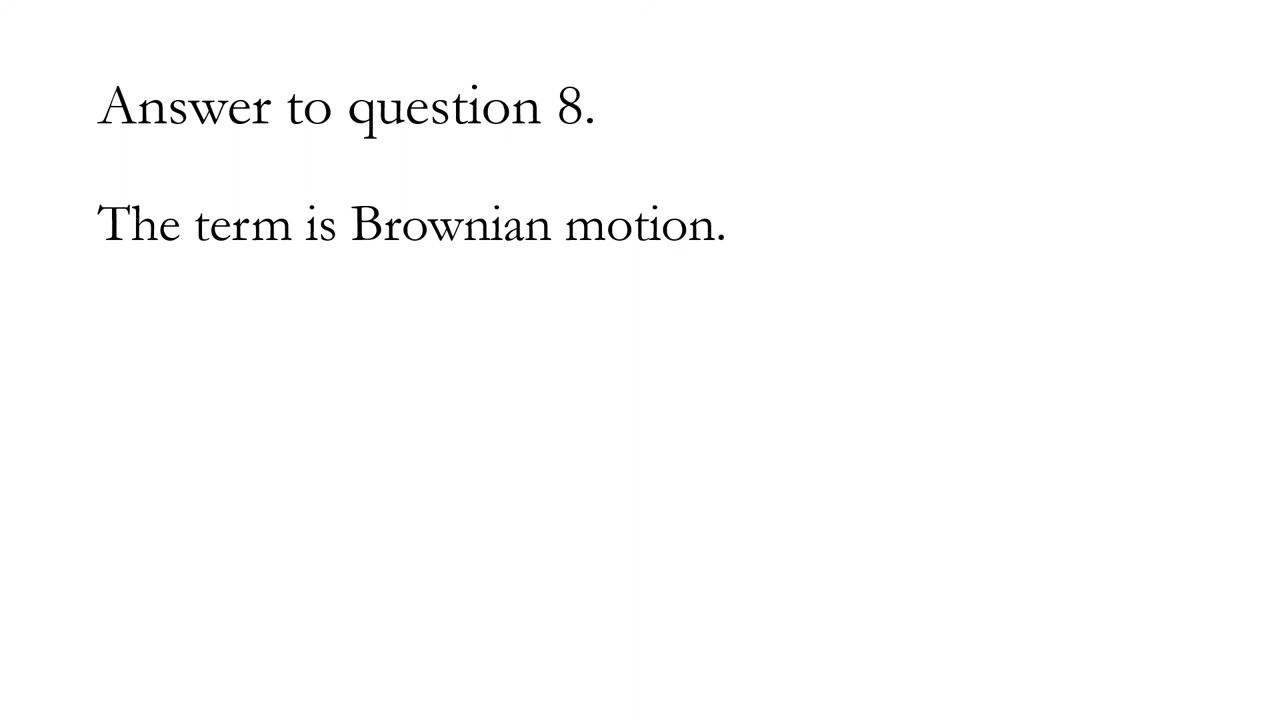 Answer to question 8.
The term is Brownian motion.